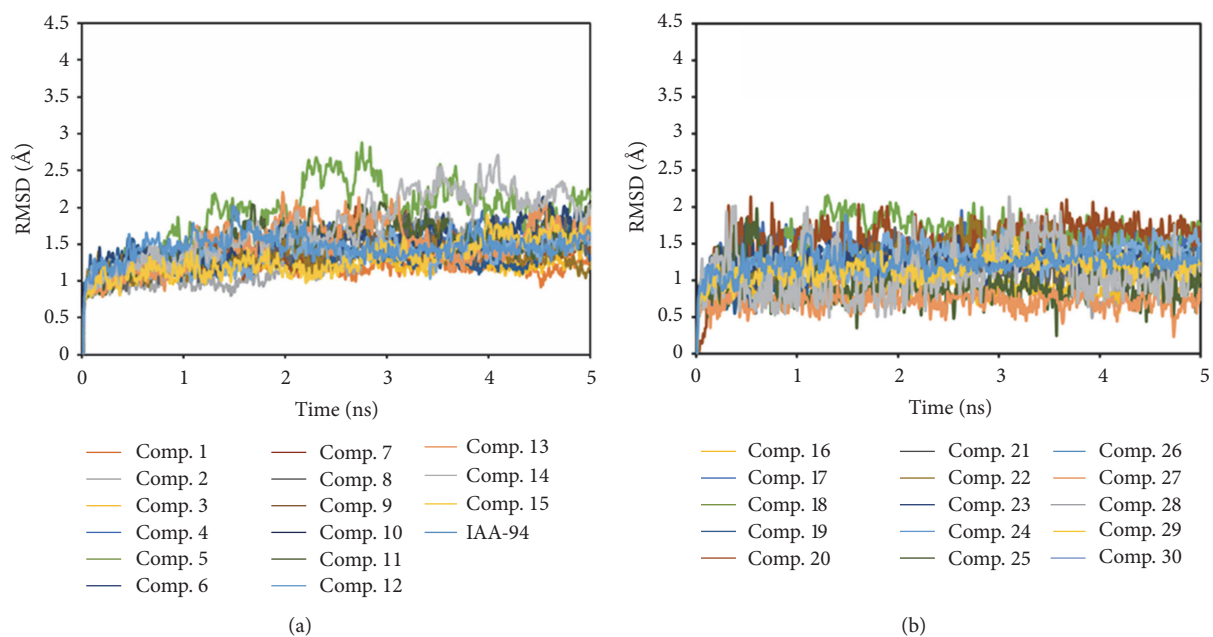 4.5
4
3.5
3
2.5
2
1.5
1
0.5
0
RMSD (Å)
0 1 2 3 4 5
Time (ns)
Comp. 1
Comp. 2
Comp. 3
Comp. 4
Comp. 5
Comp. 6
Comp. 7
Comp. 8
Comp. 9
Comp. 10
Comp. 11
Comp. 12
Comp. 13
Comp. 14
Comp. 15
IAA-94
(a)
4.5
4
3.5
3
2.5
2
1.5
1
0.5
0
RMSD (Å)
0 1 2 3 4 5
Time (ns)
Comp. 16
Comp. 17
Comp. 18
Comp. 19
Comp. 20
Comp. 21
Comp. 22
Comp. 23
Comp. 24
Comp. 25
Comp. 26
Comp. 27
Comp. 28
Comp. 29
Comp. 30
(b)